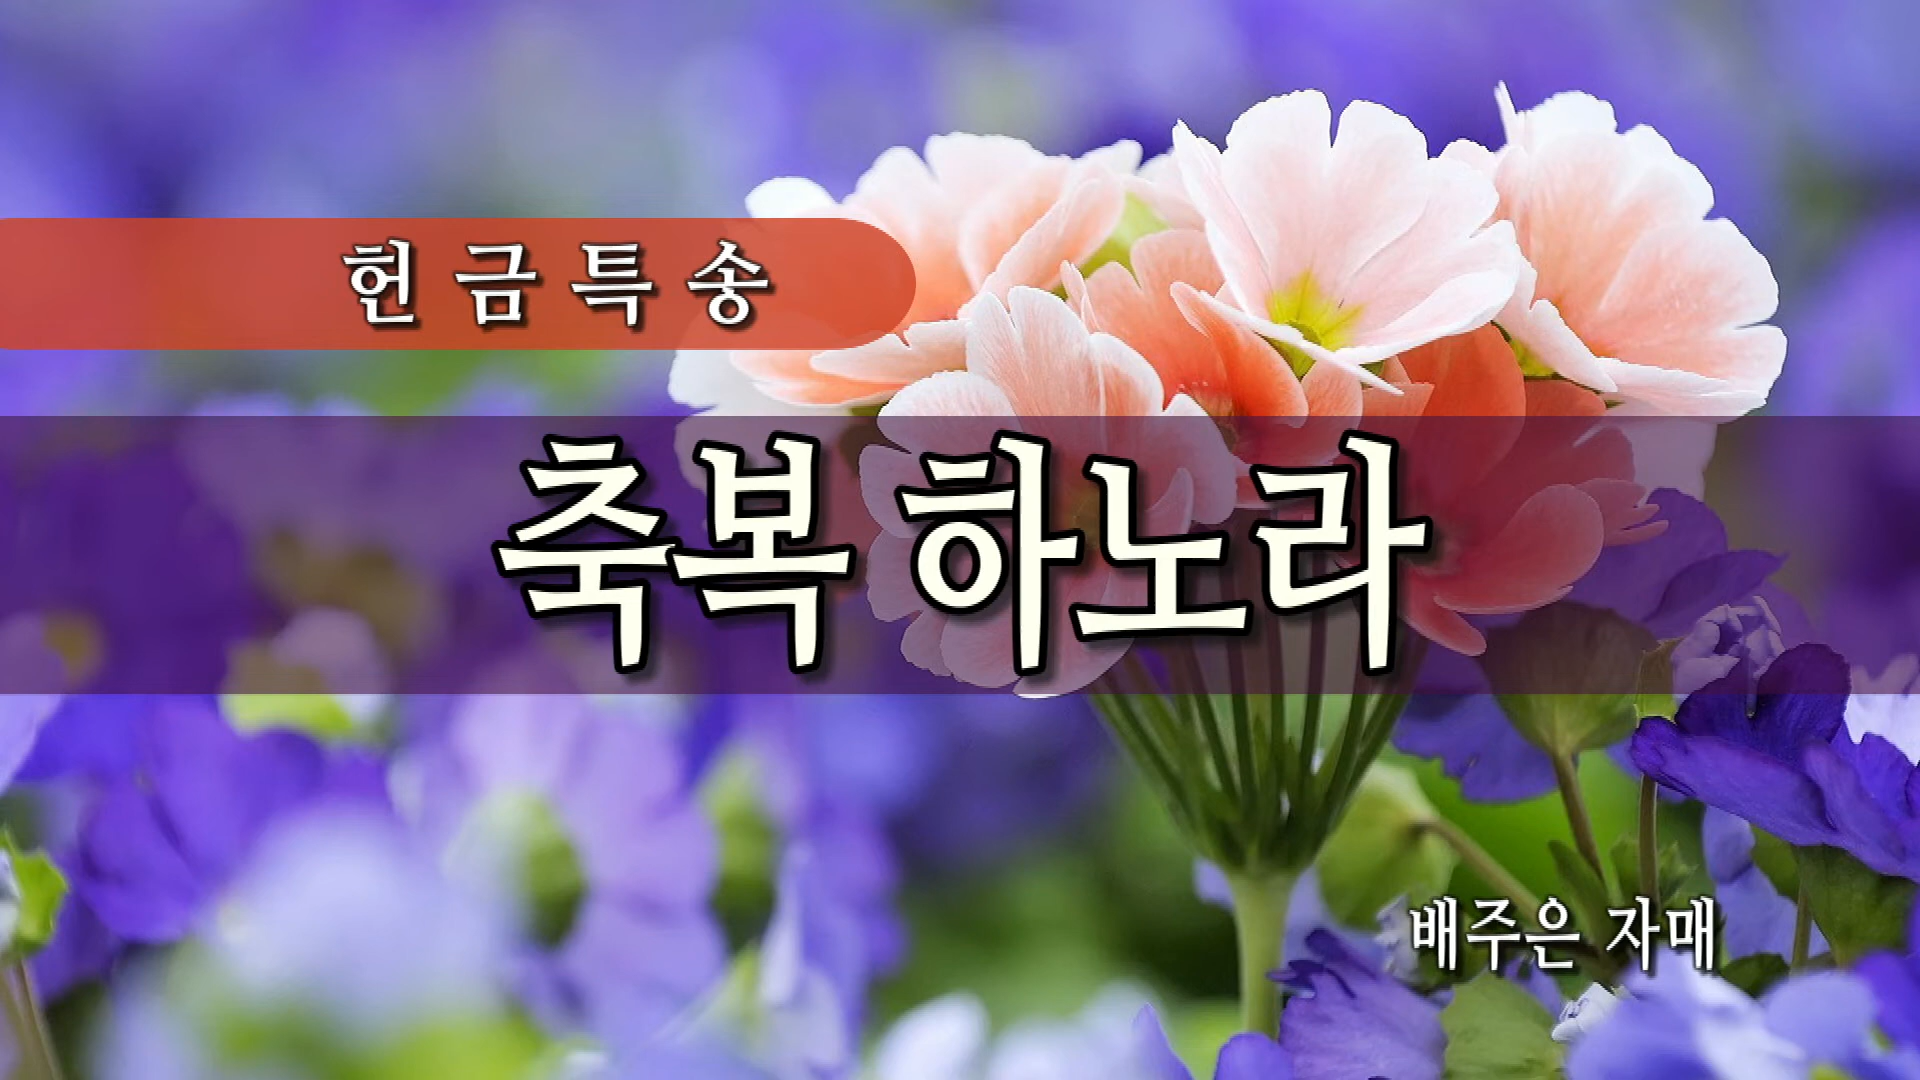 헌금특송
축복 하노라
배주은 자매